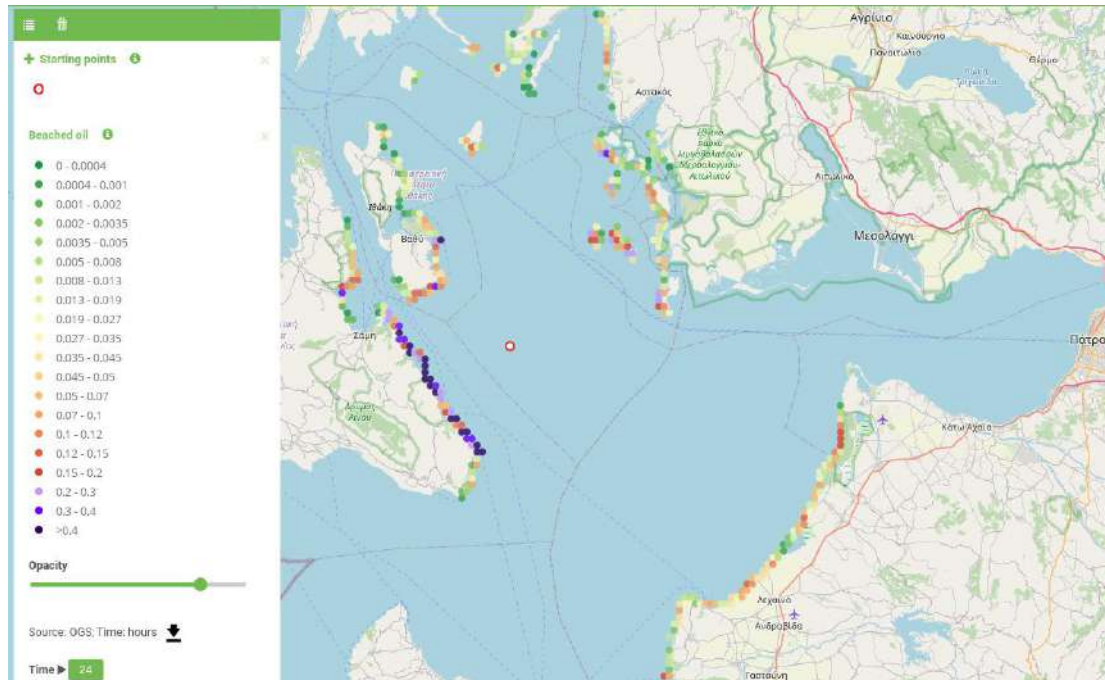 Starting points
Beached oil
0 - 0.0004
0.0004 - 0.001
0.001 - 0.002
0.002 - 0.0035
0.0035 - 0.005
0.005 - 0.008
0.008 - 0.013
0.013 - 0.019
0.019 - 0.027
0.027 - 0.035
0.035 - 0.045
0.045 - 0.05
0.05 - 0.07
0.07 - 0.1
0.1 - 0.12
0.12 - 0.15
0.15 - 0.2
0.2 - 0.3
0.3 - 0.4
>0.4
Opacity
Source: OGS; Time: hours
Time
24
Αγρίνιο
Καινούργιο
Παναιτώλιο
Θέρμο
Αστακός
Αιτωλικό
Μεσολόγγι
Ιθάκη
Βαθύ
Σάμη
Πάτρα
Κάτω Αχαΐα
Λεχαινά
Ανδραβίδα
Γαστούνη